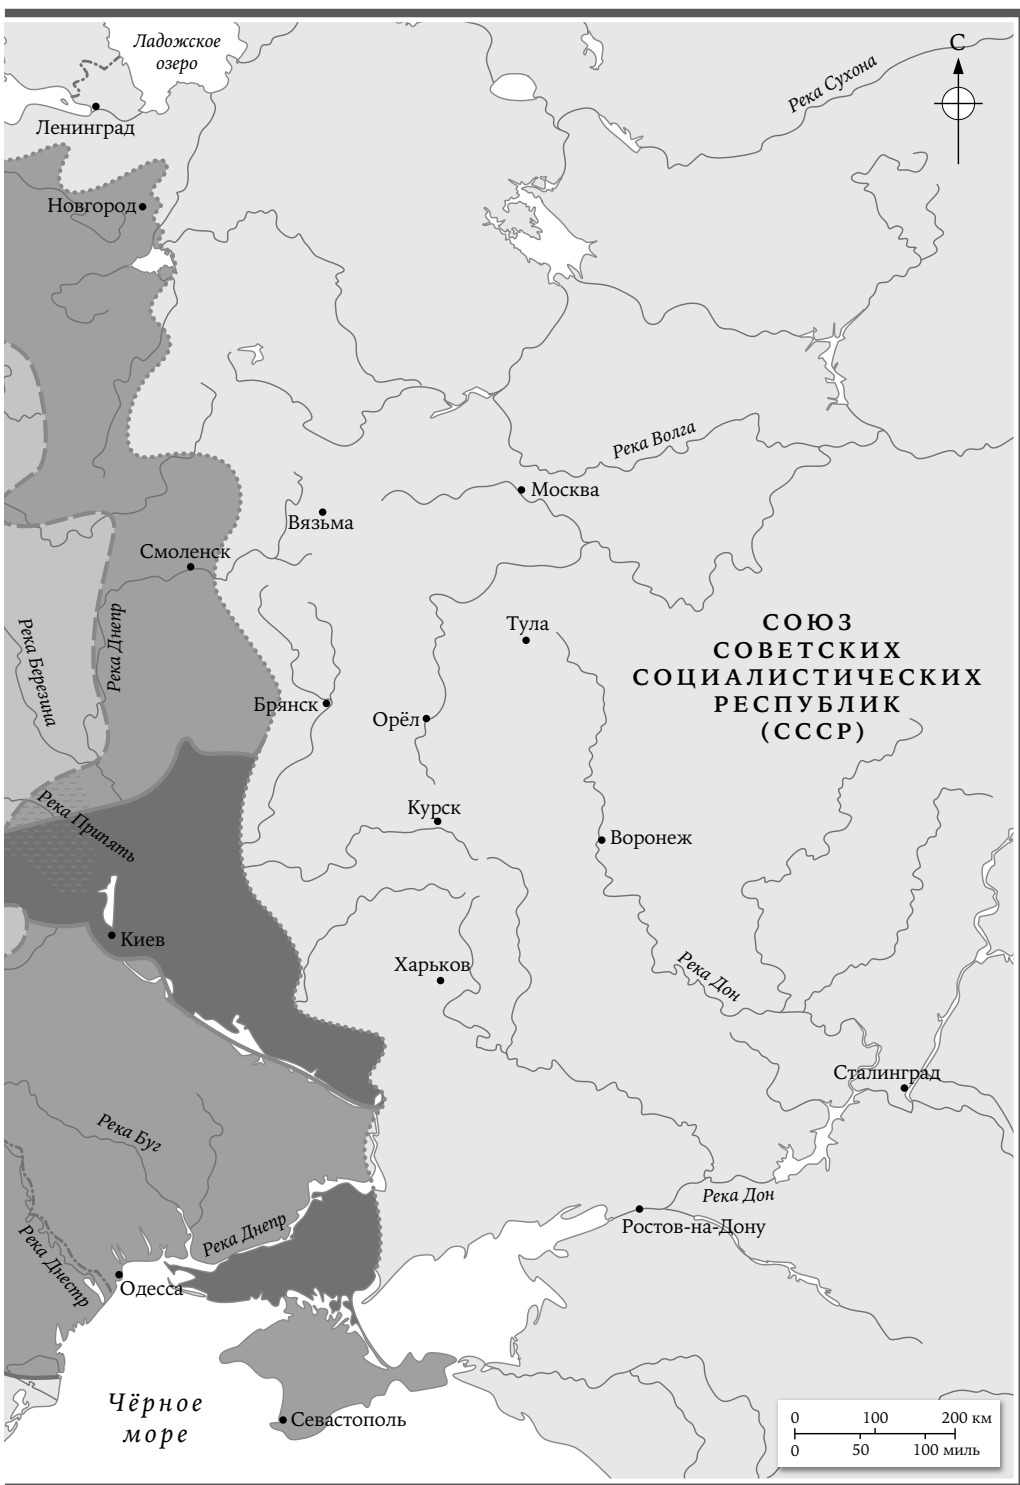 Ладожское
озеро
С
Река Сухона
Ленинград
Новгород
Река Волга
Москва
Вязьма
Смоленск
Река Березина
Река Днепр
Тула
СОЮЗ
СОВЕТСКИХ
СОЦИАЛИСТИЧЕСКИХ
РЕСПУБЛИК
(СССР)
Брянск
Орёл
Река Припять
Курск
Воронеж
Киев
Харьков
Река Дон
Сталинград
Река Буг
Река Дон
Ростов-на-Дону
Река Днепр
Река Днестр
Одесса
Чёрное
море
Севастополь
0 100 200 км
0 50 100 миль